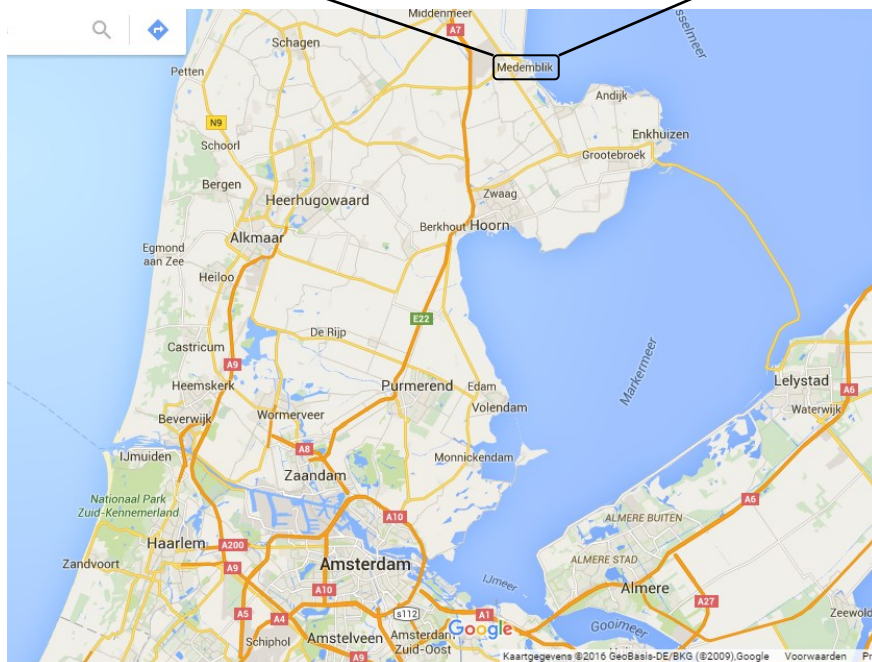 Middenmeer
A7
sselmeer
Schagen
Medemblik
Petten
Andijk
N9
Enkhuizen
Schoorl
Grootebroek
Bergen
Zwaag
Heerhugowaard
Berkhout
Hoorn
Alkmaar
Egmond
aan Zee
Heiloo
E22
De Rijp
Castricum
A9
Markermeer
Lelystad
Heemskerk
Purmerend
Edam
A6
Wormerveer
Volendam
Waterwijk
Beverwijk
A8
IJmuiden
Monnickendam
Zaandam
Nationaal Park
Zuid-Kennemerland
A6
A10
ALMERE BUITEN
Haarlem
A200
ALMERE STAD
Zandvoort
A9
Amsterdam
IJmeer
A10
Almere
A27
A5
A4
s112
A1
Gooimeer
Zeewold
Schiphol
Amstelveen
Amsterdam
Zuid-Oost
Google
A9
Kaartgegevens ©2016 GeoBasis-DE/BKG (©2009),Google Voorwaarden Pr